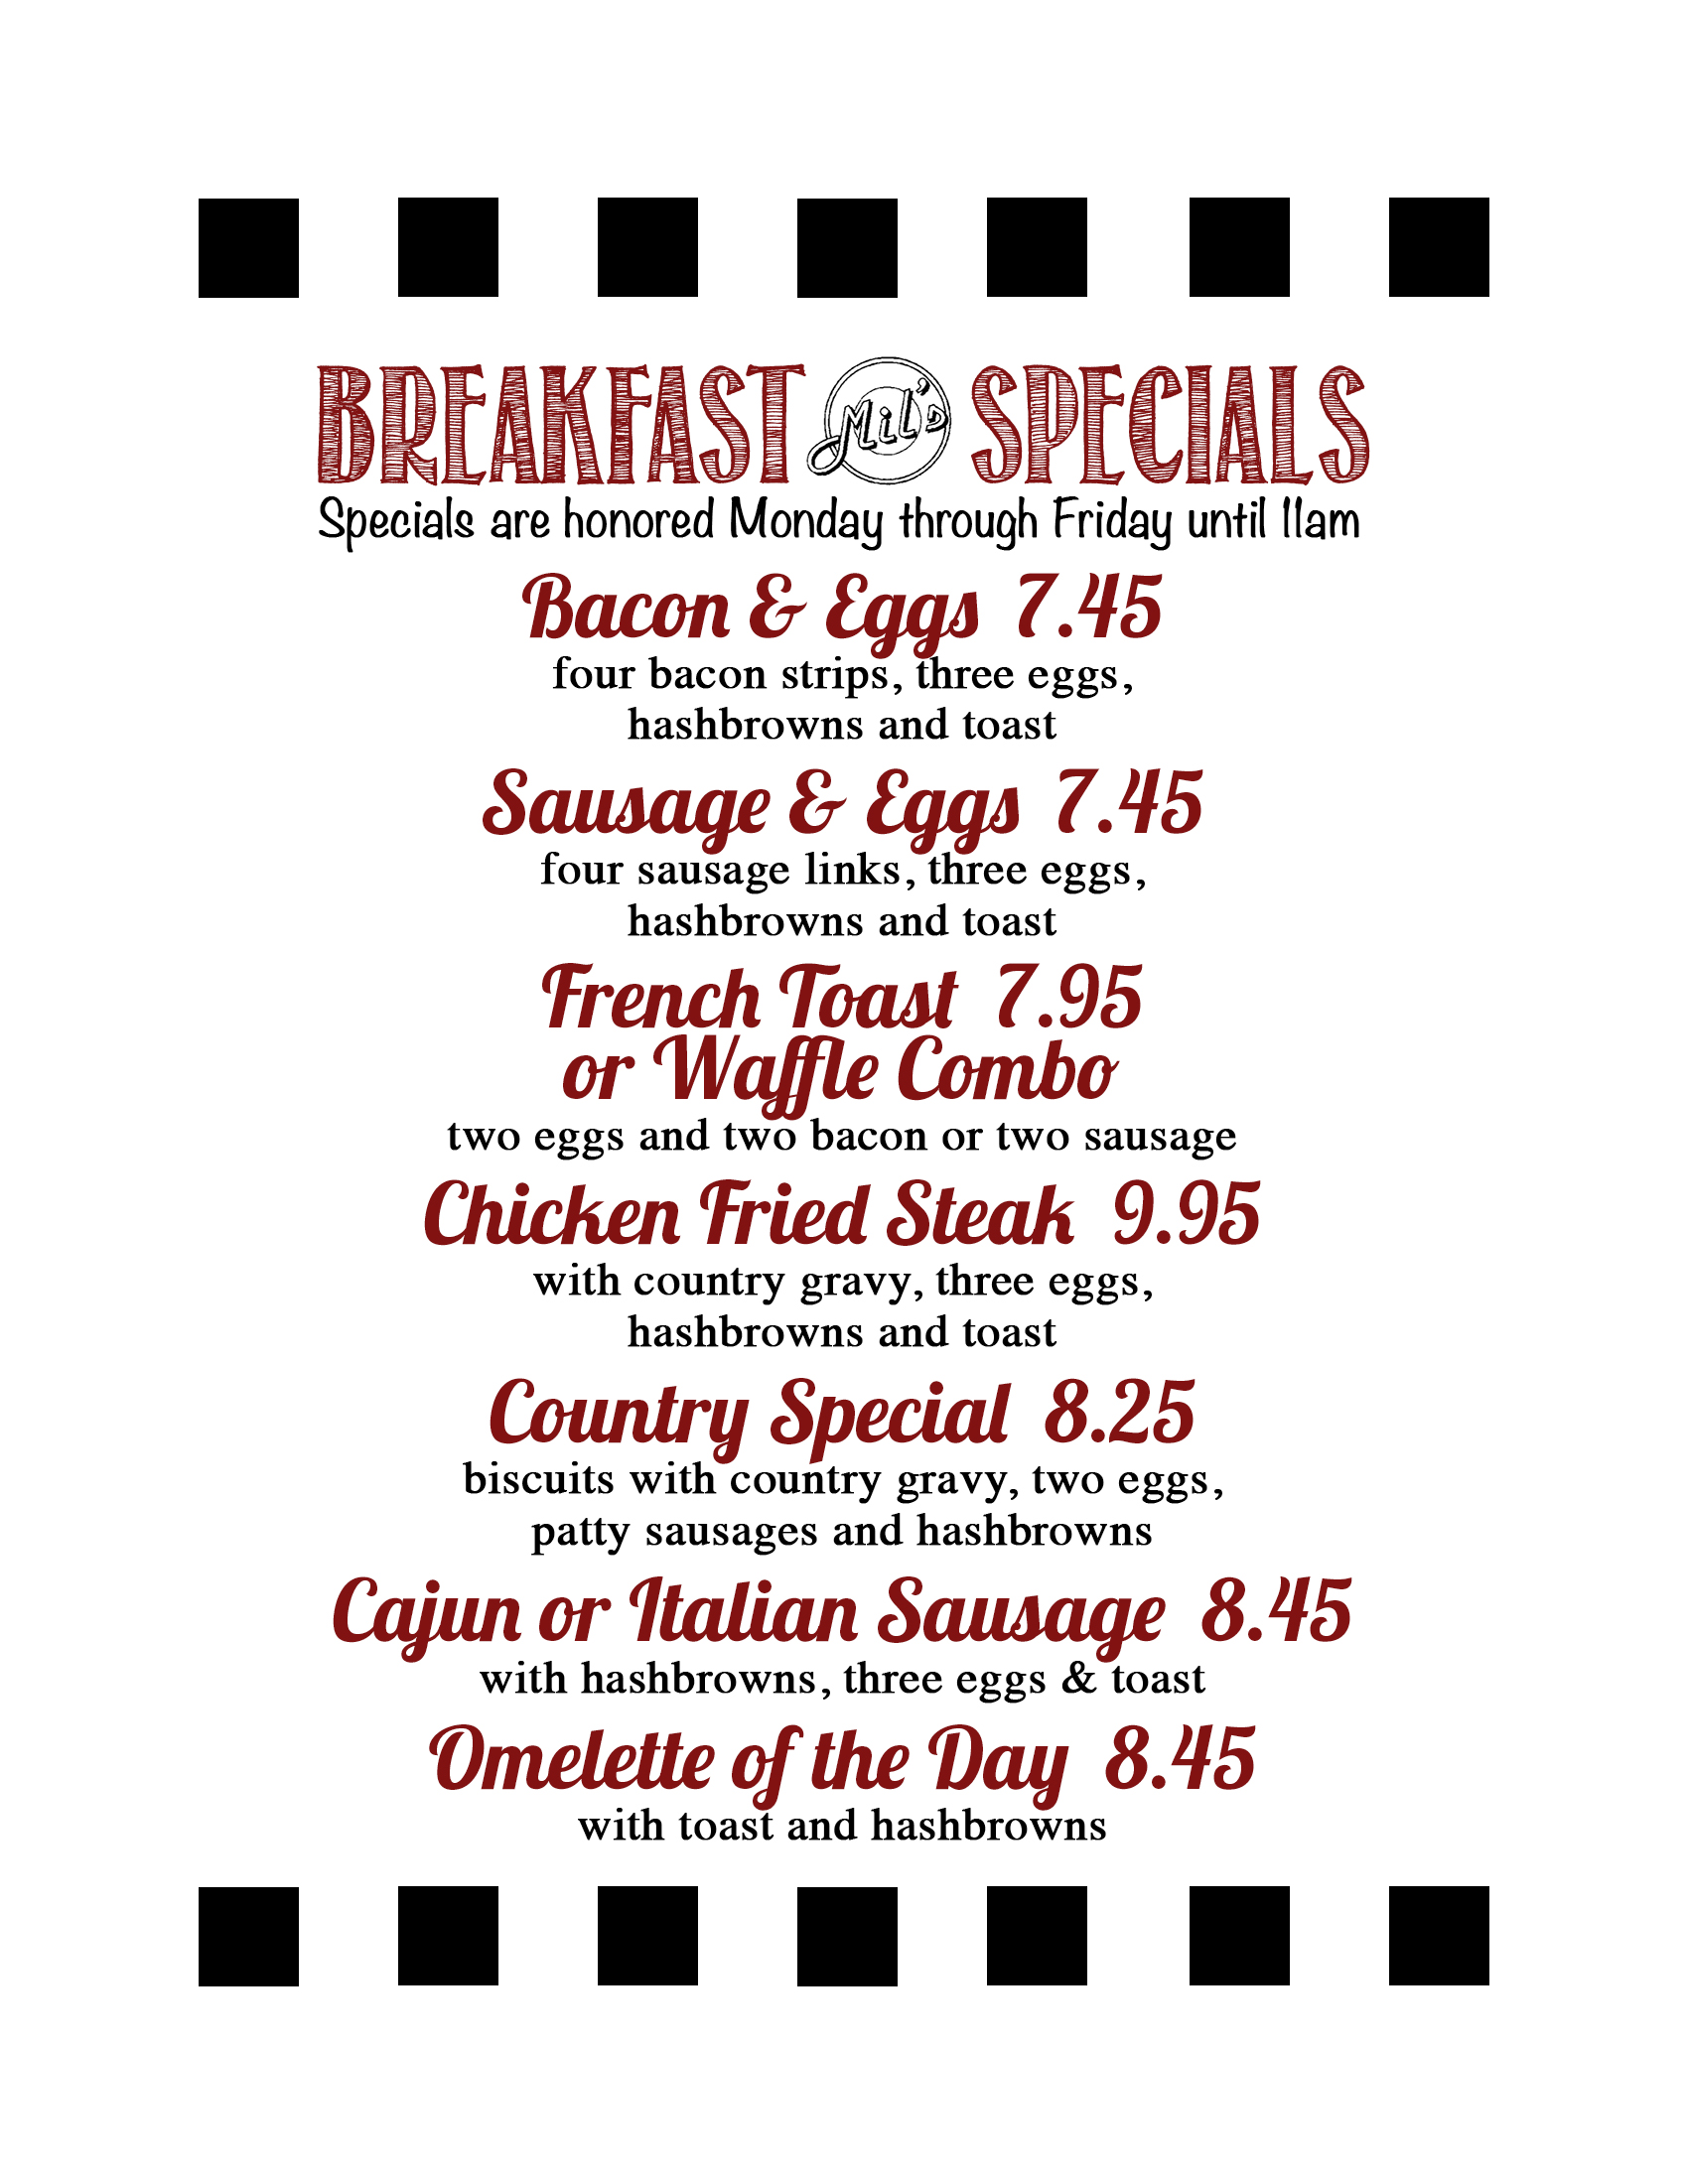 BREAKFAST Mil's SPECIALS
Specials are honored Monday through Friday until 11am
Bacon & Eggs 7.45
four bacon strips, three eggs,
hashbrowns and toast
Sausage & Eggs 7.45
four sausage links, three eggs,
hashbrowns and toast
French Toast 7.95
or Waffle Combo
two eggs and two bacon or two sausage
Chicken Fried Steak 9.95
with country gravy, three eggs,
hashbrowns and toast
Country Special 8.25
biscuits with country gravy, two eggs,
patty sausages and hashbrowns
Cajun or Italian Sausage 8.45
with hashbrowns, three eggs & toast
Omelette of the Day 8.45
with toast and hashbrowns